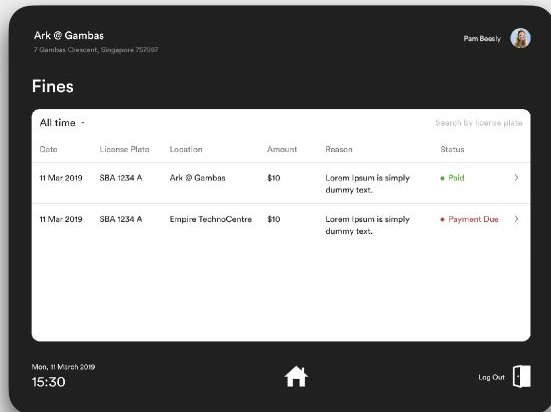 Ark @ Gambas
7 Gambas Crescent, Singapore 757087
Pam Beesly
Fines
All time
Search by license plate
Date License Plate Location Amount Reason Status
11 Mar 2019 SBA 1234 A Ark @ Gambas $10 Lorem Ipsum is simply • Paid >
dummy text.
11 Mar 2019 SBA 1234 A Empire TechnoCentre $10 Lorem Ipsum is simply • Payment Due >
dummy text.
Mon, 11 March 2019
15:30
Log Out